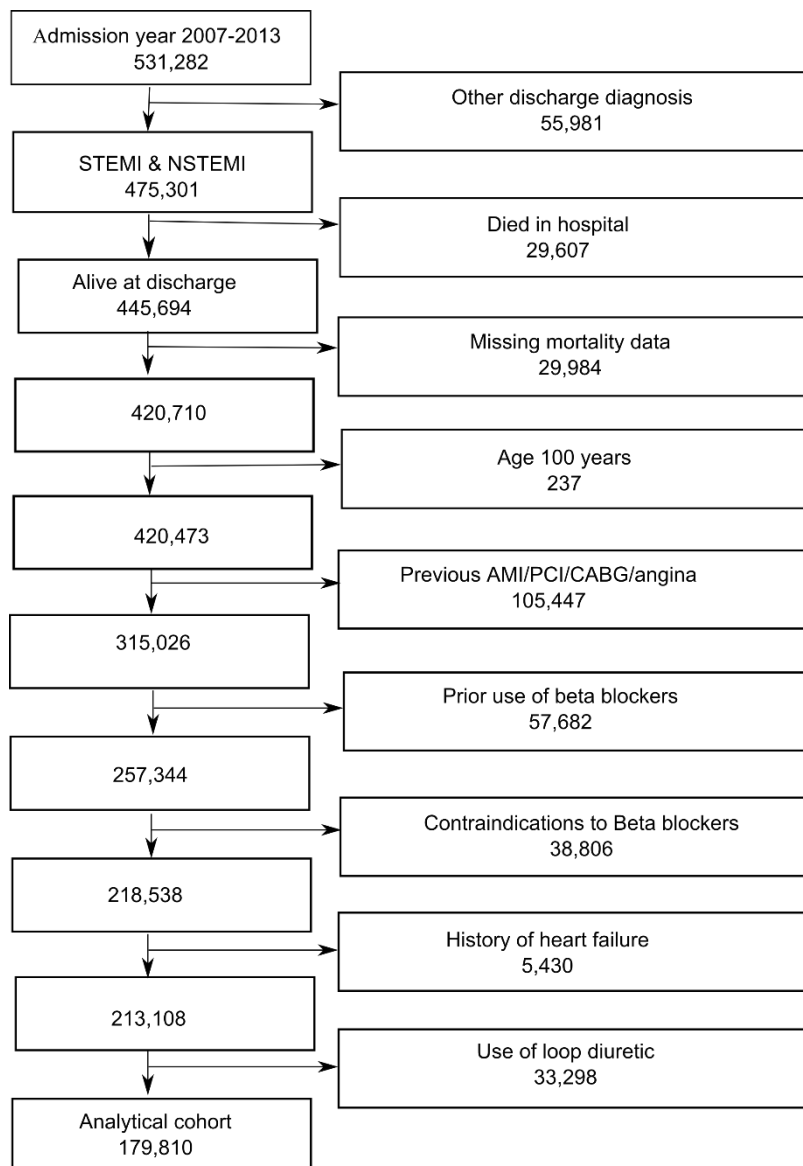 Admission year 2007-2013
531,282
Other discharge diagnosis
55,981
STEMI & NSTEMI
475,301
Died in hospital
29,607
Alive at discharge
445,694
Missing mortality data
29,984
420,710
Age 100 years
237
420,473
Previous AMI/PCI/CABG/angina
105,447
315,026
Prior use of beta blockers
57,682
257,344
Contraindications to Beta blockers
38,806
218,538
History of heart failure
5,430
213,108
Use of loop diuretic
33,298
Analytical cohort
179,810